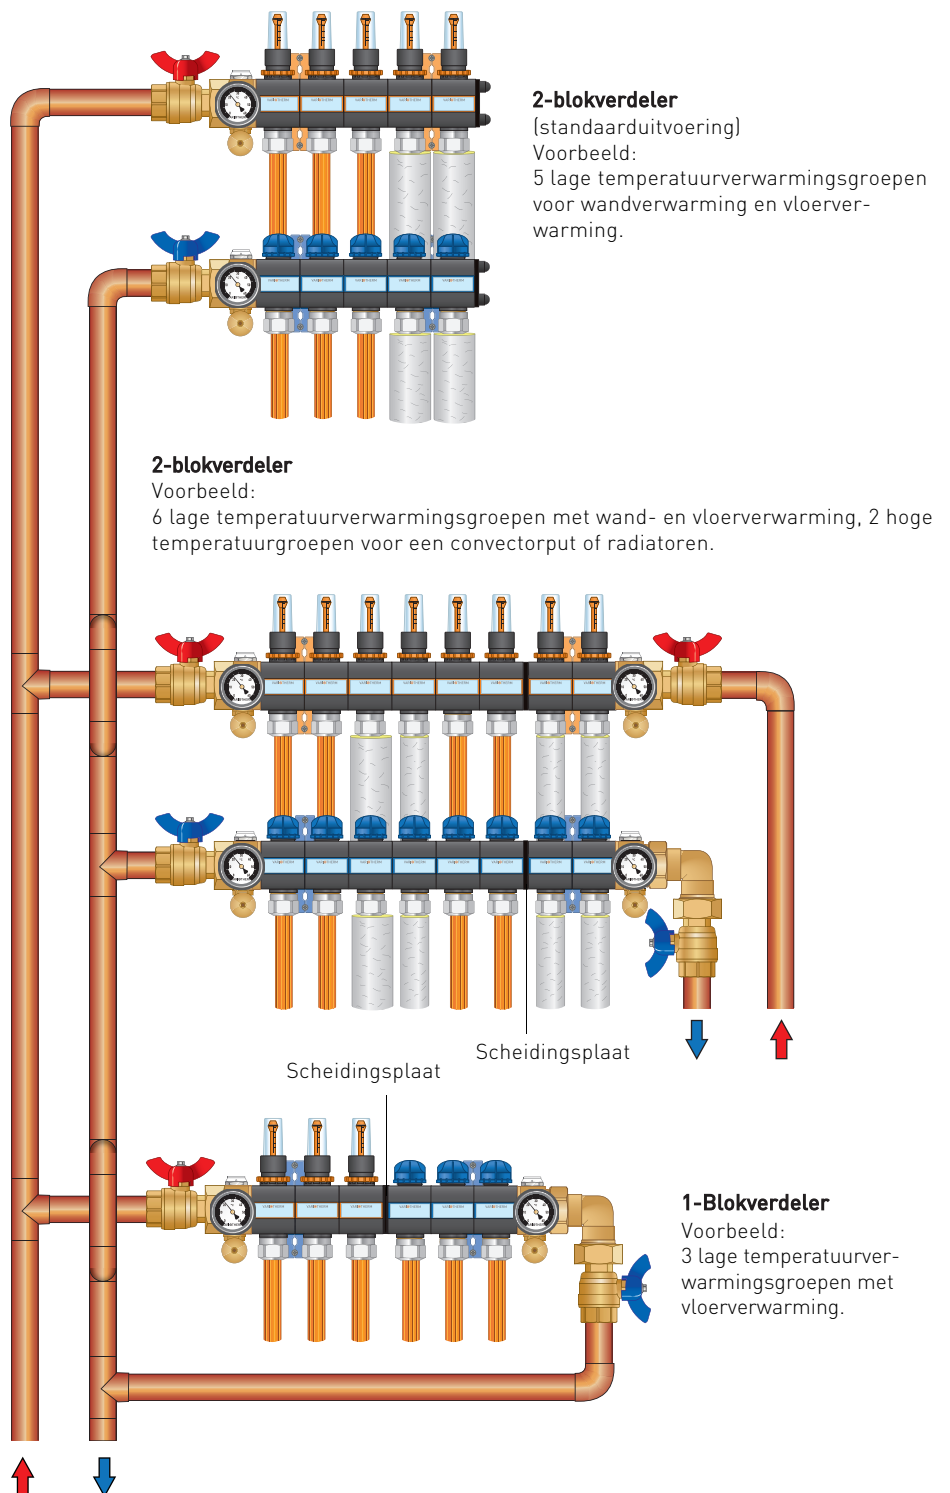 2-blokverdeler
(standaarduitvoering)
Voorbeeld:
5 lage temperatuurverwarmingsgroepen
voor wandverwarming en vloerver-
warming.
2-blokverdeler
Voorbeeld:
6 lage temperatuurverwarmingsgroepen met wand- en vloerverwarming, 2 hoge
temperatuurgroepen voor een convectorput of radiatoren.
Scheidingsplaat
Scheidingsplaat
1-Blokverdeler
Voorbeeld:
3 lage temperatuurver-
warmingsgroepen met
vloerverwarming.